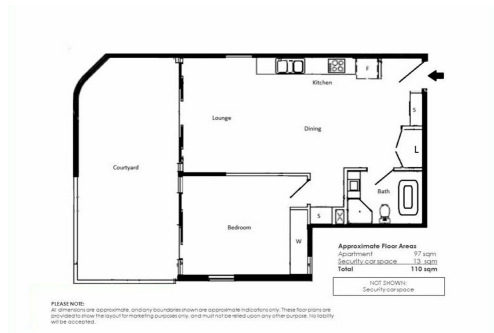 Kitchen
F
S
Lounge
Dining
L
Courtyard
Bath
Bedroom
S
W
Approximate Floor Areas
Apartment 97 sqm
Security car space 13 sqm
Total 110 sqm
NOT SHOWN:
Security car space
PLEASE NOTE:
All dimensions are approximate, and any boundaries shown are approximate indications only. These floor plans are
provided to show the layout for marketing purposes only, and must not be relied upon any other purpose. No liability
will be accepted.